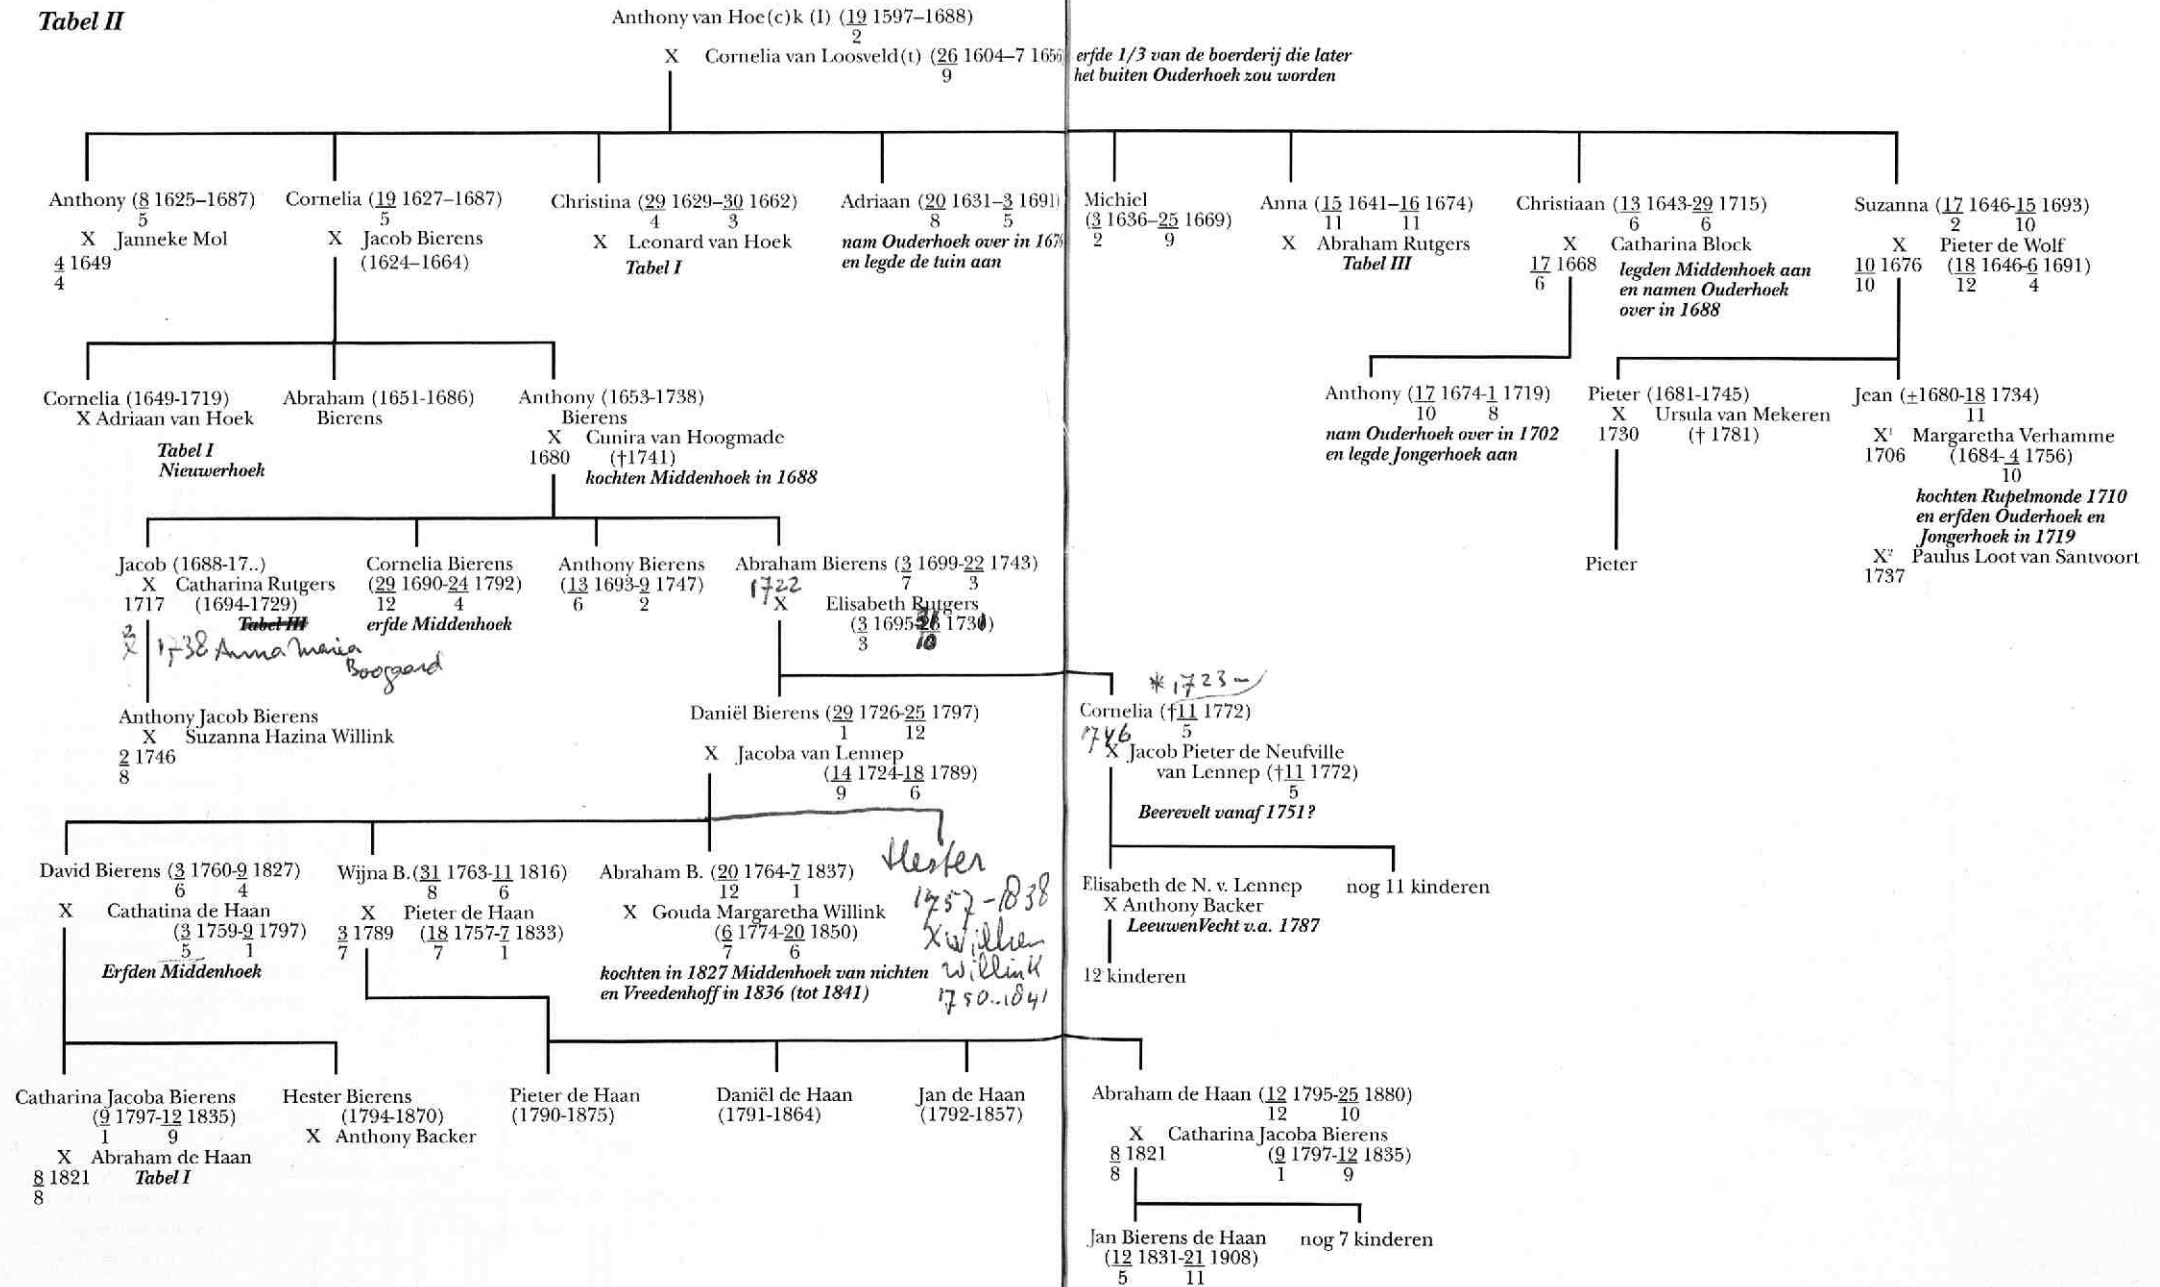 Tabel II
Anthony van Hoe(c)k (I) (19/2 1597–1688)
X Cornelia van Loosveld(t) (26/9 1604–7 1656
erfde 1/3 van de boerderij die later
het buiten Ouderhoek zou worden
Anthony (8/5 1625–1687)
X Janneke Mol
4/4 1649
Cornelia (19/5 1627–1687)
X Jacob Bierens
(1624–1664)
Christina (29/4 1629–30/3 1662)
X Leonard van Hoek
Tabel I
Adriaan (20/8 1631–3/5 1691)
nam Ouderhoek over in 167
en legde de tuin aan
Michiel
(3/2 1636–25/9 1669)
Anna (15/11 1641–16/11 1674)
X Abraham Rutgers
Tabel III
Christiaan (13/6 1643-29/6 1715)
X Catharina Block
17/6 1668
legden Middenhoek aan
en namen Ouderhoek
over in 1688
Suzanna (17/2 1646-15/10 1693)
X Pieter de Wolf
10/10 1676 (18/12 1646-6/4 1691)
Cornelia (1649-1719)
X Adriaan van Hoek
Tabel I
Nieuwerhoek
Abraham (1651-1686)
Bierens
Anthony (1653-1738)
Bierens
X Cunira van Hoogmade
1680 (†1741)
kochten Middenhoek in 1688
Anthony (17/10 1674-1/8 1719)
nam Ouderhoek over in 1702
en legde Jongerhoek aan
Pieter (1681-1745)
X Ursula van Mekeren
1730 († 1781)
Jean (±1680-18/11 1734)
X¹ Margaretha Verhamme
1706 (1684-4/10 1756)
kochten Rupelmonde 1710
en erfden Ouderhoek en
Jongerhoek in 1719
X² Paulus Loot van Santvoort
1737
Pieter
Jacob (1688-17..)
X Catharina Rutgers
1717 (1694-1729)
Tabel III
2
X 1738 Anna Maria
Boogaard
Cornelia Bierens
(29/12 1690-24/4 1792)
erfde Middenhoek
Anthony Bierens
(13/6 1693-9/2 1747)
Abraham Bierens (3/7 1699-22/3 1743)
1722
X Elisabeth Rutgers
(3/3 1695- /10 173 )
Anthony Jacob Bierens
X Suzanna Hazina Willink
2/8 1746
Daniël Bierens (29/1 1726-25/12 1797)
X Jacoba van Lennep
(14/9 1724-18/6 1789)
* 1723 –
Cornelia (†11/5 1772)
1746
X Jacob Pieter de Neufville
van Lennep (†11/5 1772)
Beerevelt vanaf 1751?
David Bierens (3/6 1760-9/4 1827)
X Cathatina de Haan
(3/5 1759-9/1 1797)
Erfden Middenhoek
Wijna B.(31/8 1763-11/6 1816)
X Pieter de Haan
3/7 1789 (18/7 1757-7/1 1833)
Abraham B. (20/12 1764-7/1 1837)
X Gouda Margaretha Willink
(6/7 1774-20/6 1850)
kochten in 1827 Middenhoek van nichten
en Vreedenhoff in 1836 (tot 1841)
Hester
1757-1838
X Willem
Willink
1750..1841
Elisabeth de N. v. Lennep
X Anthony Backer
LeeuwenVecht v.a. 1787
nog 11 kinderen
12 kinderen
Catharina Jacoba Bierens
(9/1 1797-12/9 1835)
X Abraham de Haan
8/8 1821 Tabel I
Hester Bierens
(1794-1870)
X Anthony Backer
Pieter de Haan
(1790-1875)
Daniël de Haan
(1791-1864)
Jan de Haan
(1792-1857)
Abraham de Haan (12/12 1795-25/10 1880)
X Catharina Jacoba Bierens
8/8 1821 (9/1 1797-12/9 1835)
Jan Bierens de Haan
(12/5 1831-21/11 1908)
nog 7 kinderen